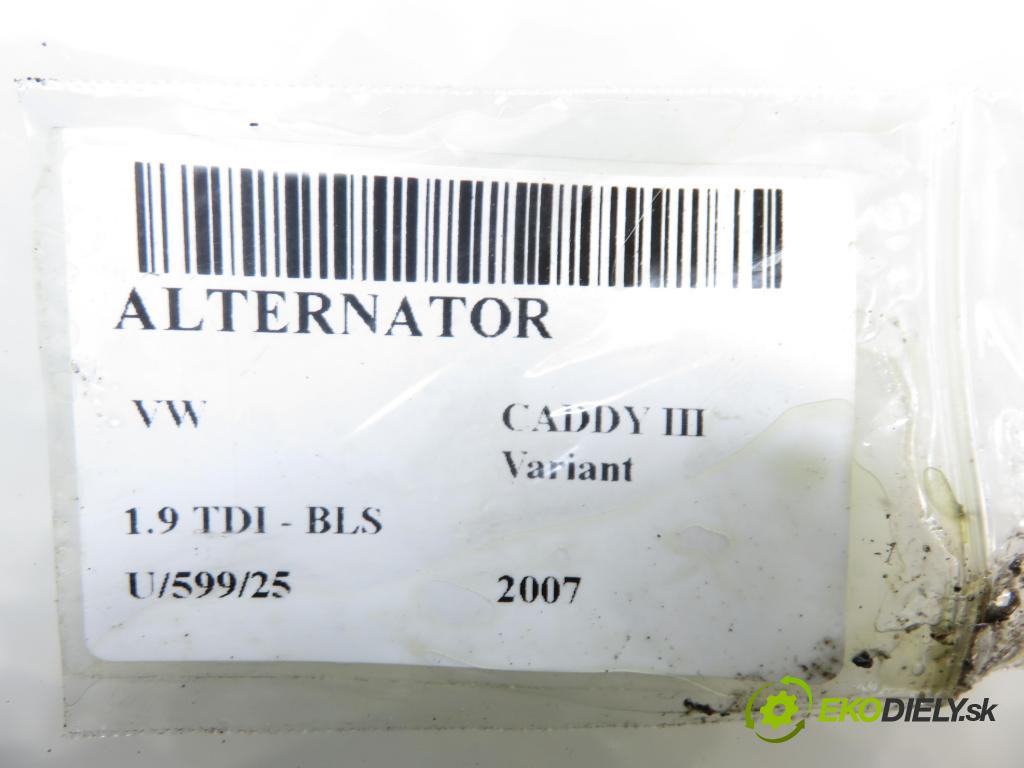 ALTERNATOR
VW CADDY III
Variant
1.9 TDI - BLS
U/599/25 2007
EKODIELY.sk